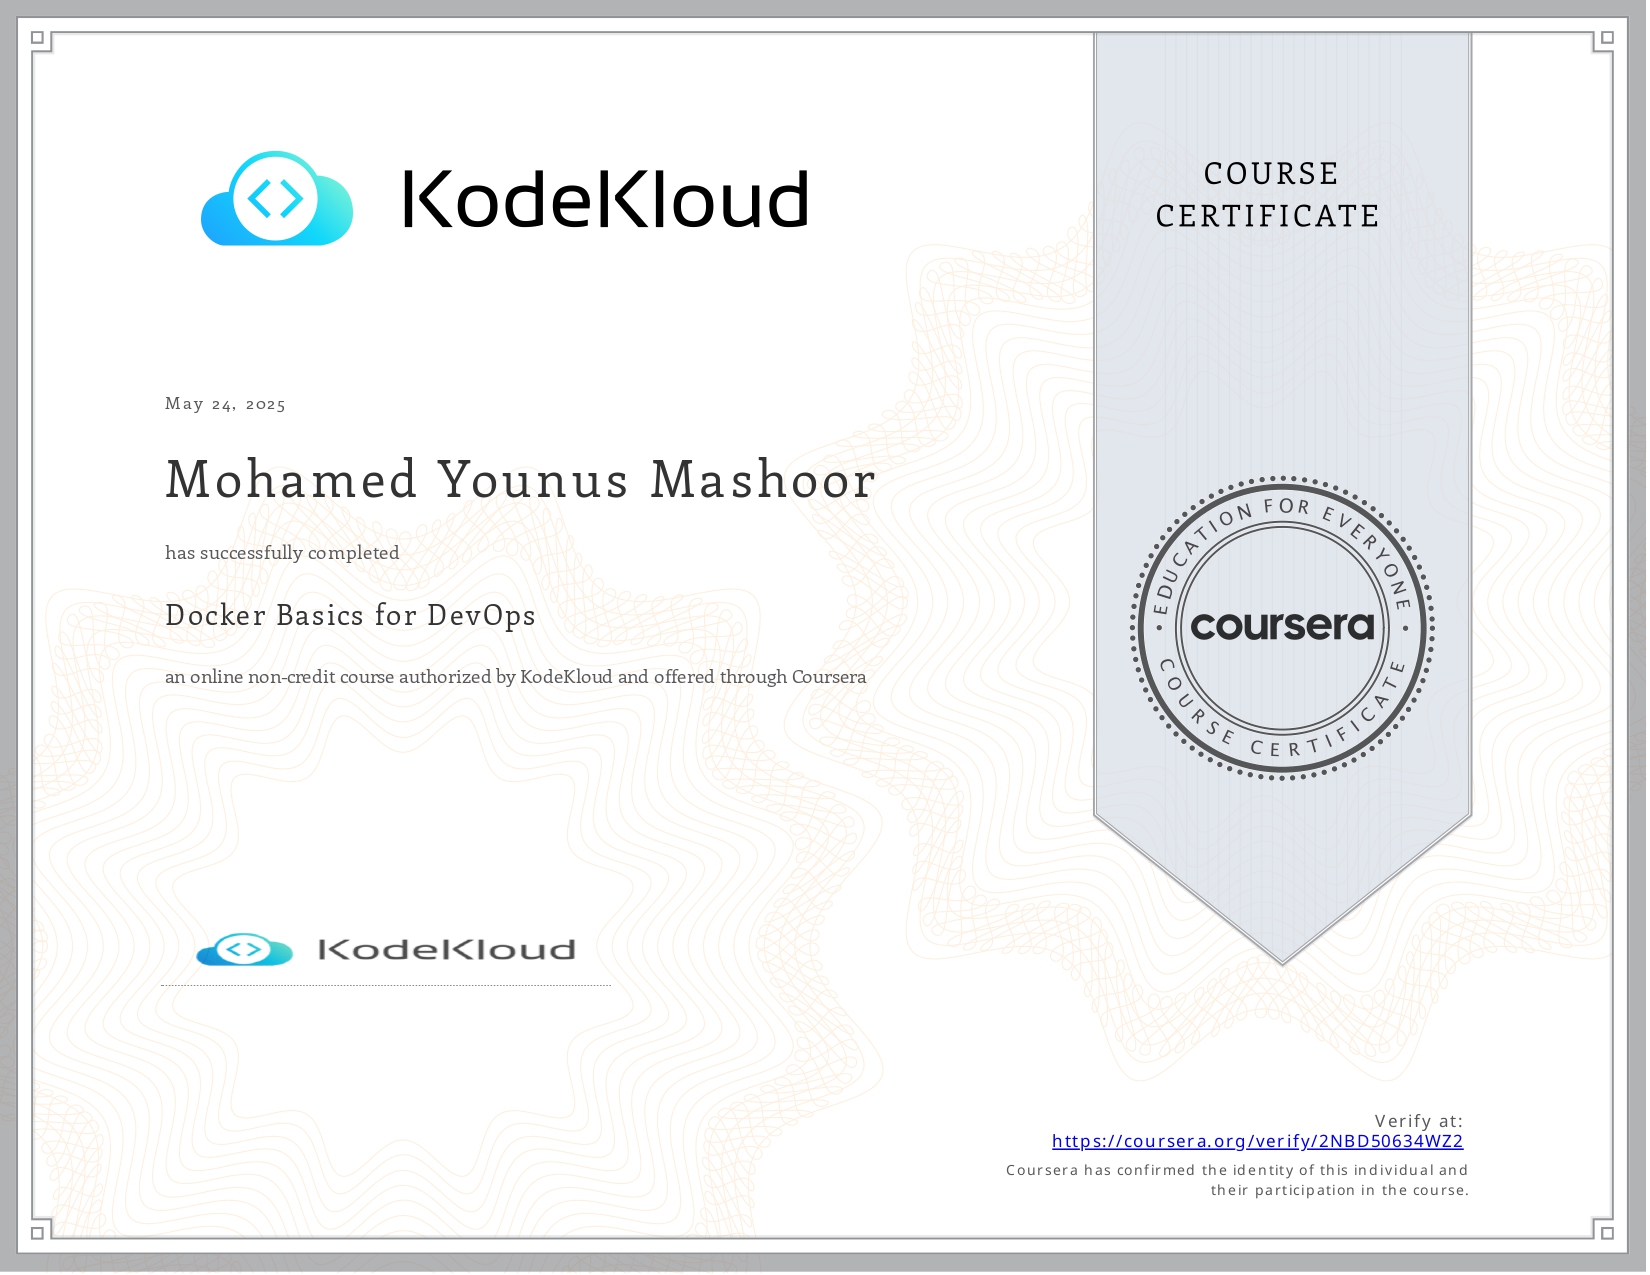 KodeKloud
COURSE
CERTIFICATE
May 24, 2025
Mohamed Younus Mashoor
has successfully completed
Docker Basics for DevOps
an online non-credit course authorized by KodeKloud and offered through Coursera
EDUCATION FOR EVERYONE
coursera
COURSE CERTIFICATE
KodeKloud
Verify at:
https://coursera.org/verify/2NBD50634WZ2
Coursera has confirmed the identity of this individual and
their participation in the course.